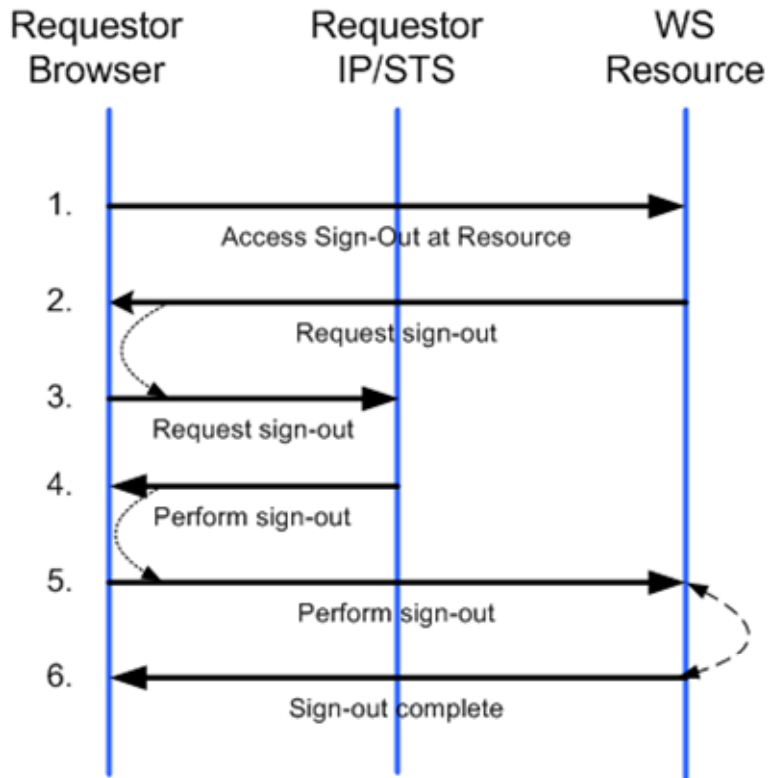 Requestor
Browser
Requestor
IP/STS
WS
Resource
1.
Access Sign-Out at Resource
2.
Request sign-out
3.
Request sign-out
4.
Perform sign-out
5.
Perform sign-out
6.
Sign-out complete